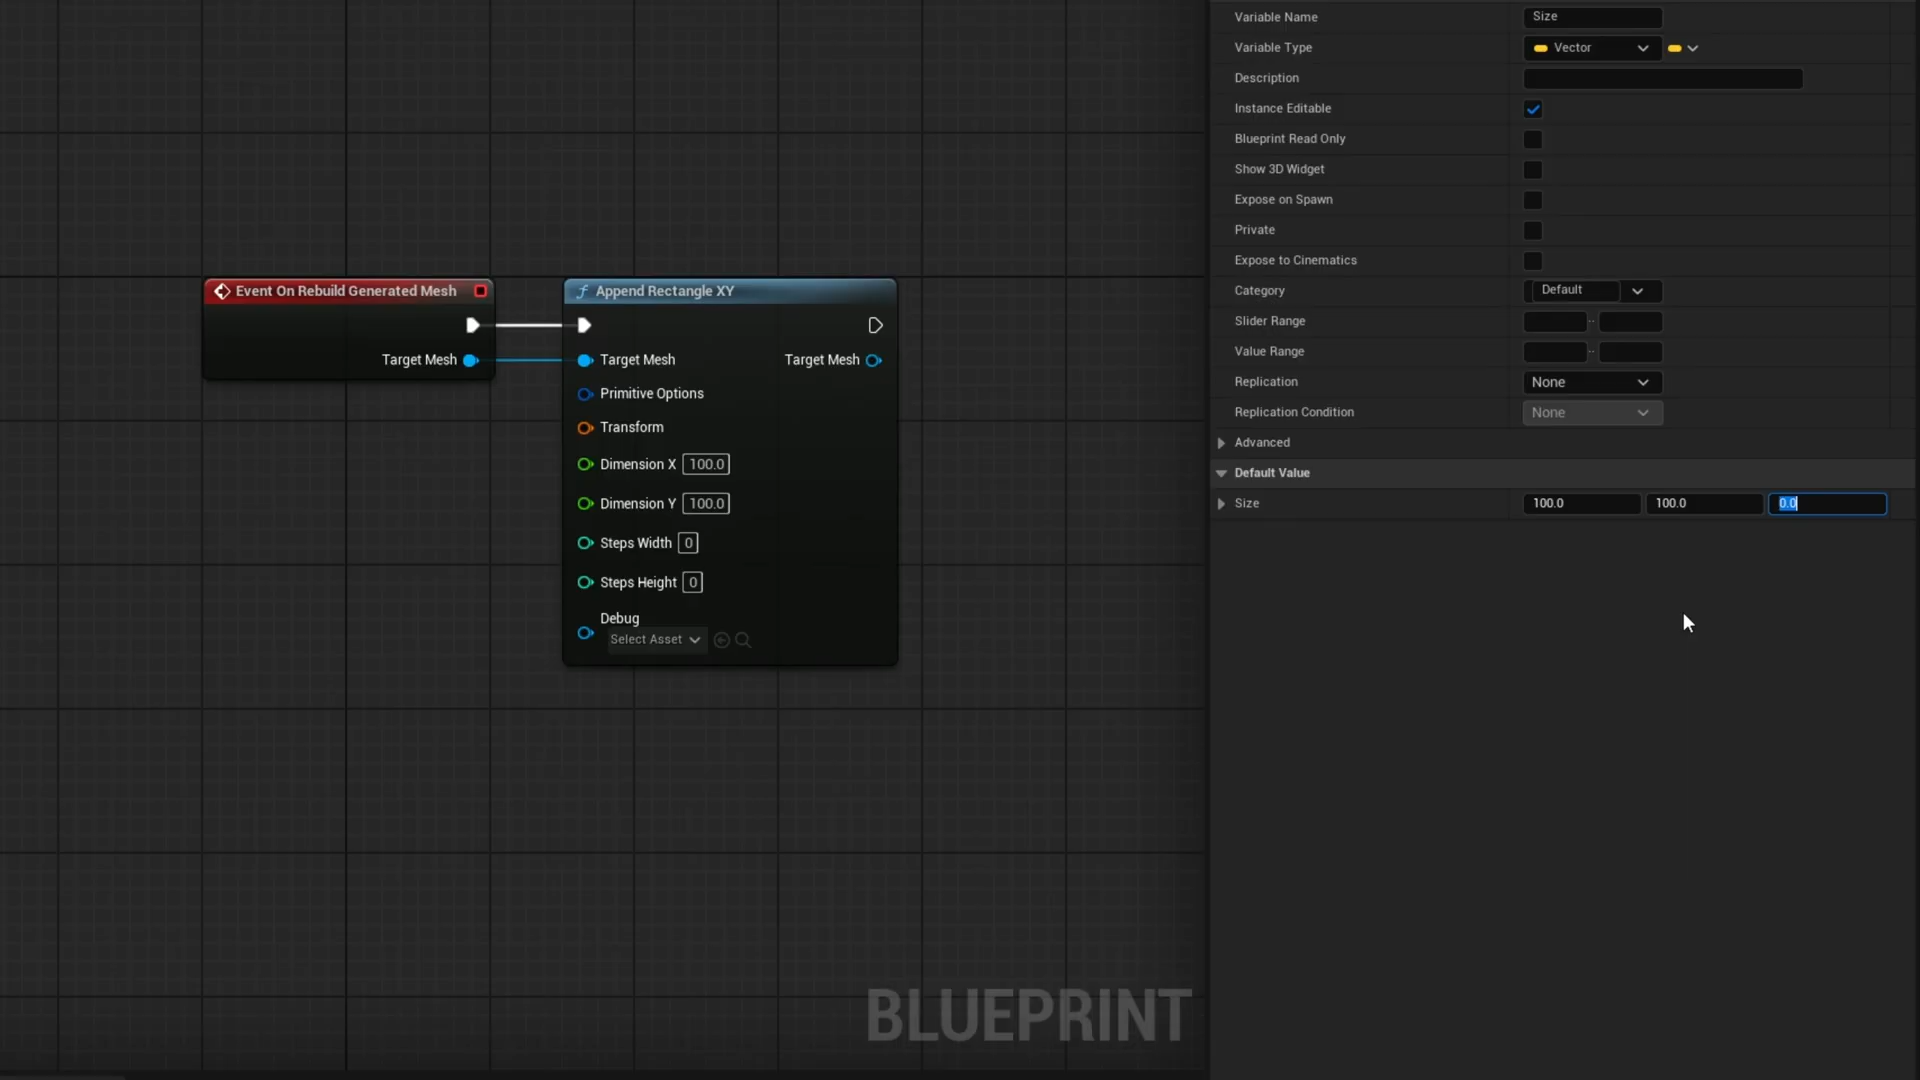 Event On Rebuild Generated Mesh
Target Mesh
Append Rectangle XY
Target Mesh
Target Mesh
Primitive Options
Transform
Dimension X 100.0
Dimension Y 100.0
Steps Width 0
Steps Height 0
Debug
Select Asset
BLUEPRINT
Variable Name Size
Variable Type Vector
Description
Instance Editable
Blueprint Read Only
Show 3D Widget
Expose on Spawn
Private
Expose to Cinematics
Category Default
Slider Range
Value Range
Replication None
Replication Condition None
Advanced
Default Value
Size 100.0 100.0 0.0